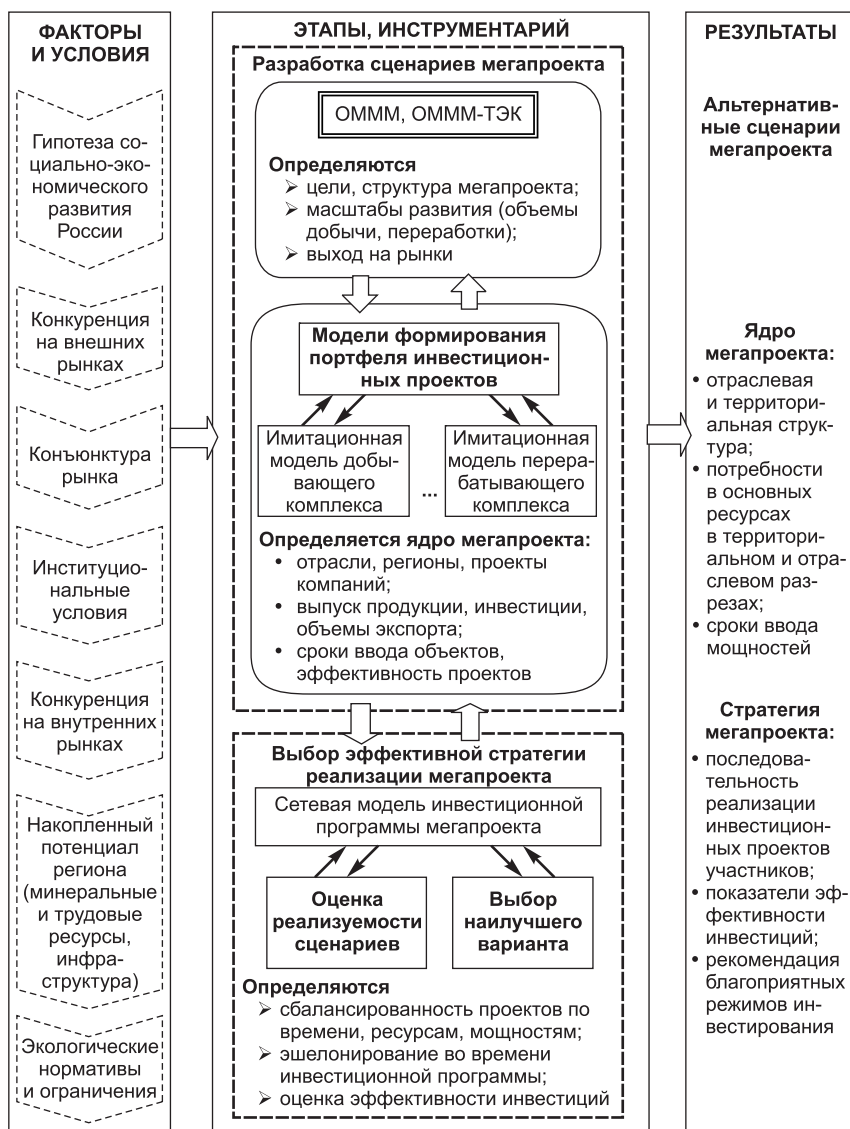 ФАКТОРЫ
И УСЛОВИЯ
Гипотеза со-
циально-эко-
номического
развития
России
Конкуренция
на внешних
рынках
Конъюнктура
рынка
Институцио-
нальные
условия
Конкуренция
на внутренних
рынках
Накопленный
потенциал
региона
(минеральные
и трудовые
ресурсы,
инфра-
структура)
Экологические
нормативы
и ограничения
ЭТАПЫ, ИНСТРУМЕНТАРИЙ
Разработка сценариев мегапроекта
ОМММ, ОМММ-ТЭК
Определяются
➢ цели, структура мегапроекта;
➢ масштабы развития (объемы
добычи, переработки);
➢ выход на рынки
Модели формирования
портфеля инвестицион-
ных проектов
Имитационная
модель добы-
вающего
комплекса
...
Имитационная
модель перера-
батывающего
комплекса
Определяется ядро мегапроекта:
• отрасли, регионы, проекты
компаний;
• выпуск продукции, инвестиции,
объемы экспорта;
• сроки ввода объектов,
эффективность проектов
Выбор эффективной стратегии
реализации мегапроекта
Сетевая модель инвестиционной
программы мегапроекта
Оценка
реализуемости
сценариев
Выбор
наилучшего
варианта
Определяются
➢ сбалансированность проектов по
времени, ресурсам, мощностям;
➢ эшелонирование во времени
инвестиционной программы;
➢ оценка эффективности инвестиций
РЕЗУЛЬТАТЫ
Альтернатив-
ные сценарии
мегапроекта
Ядро
мегапроекта:
• отраслевая
и территори-
альная струк-
тура;
• потребности
в основных
ресурсах
в территори-
альном и отра-
слевом раз-
резах;
• сроки ввода
мощностей
Стратегия
мегапроекта:
• последова-
тельность
реализации
инвестицион-
ных проектов
участников;
• показатели эф-
фективности
инвестиций;
• рекомендация
благоприятных
режимов ин-
вестирования